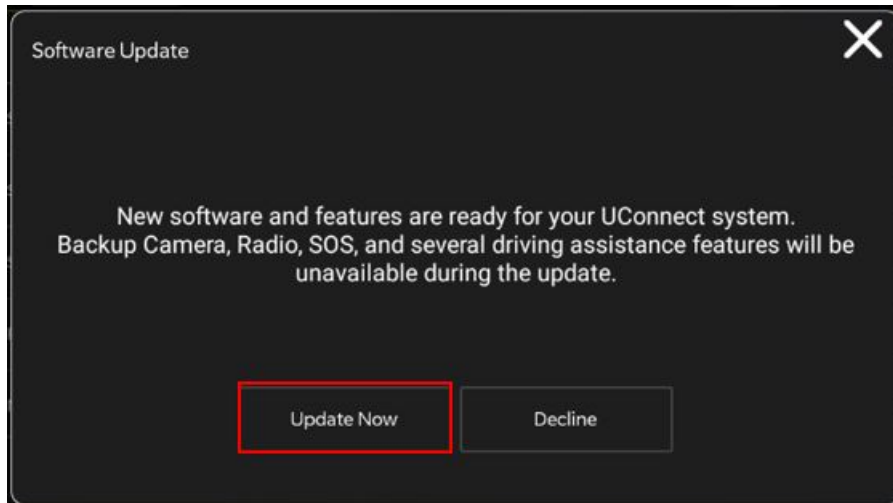 Software Update
New software and features are ready for your UConnect system.
Backup Camera, Radio, SOS, and several driving assistance features will be
unavailable during the update.
Update Now
Decline